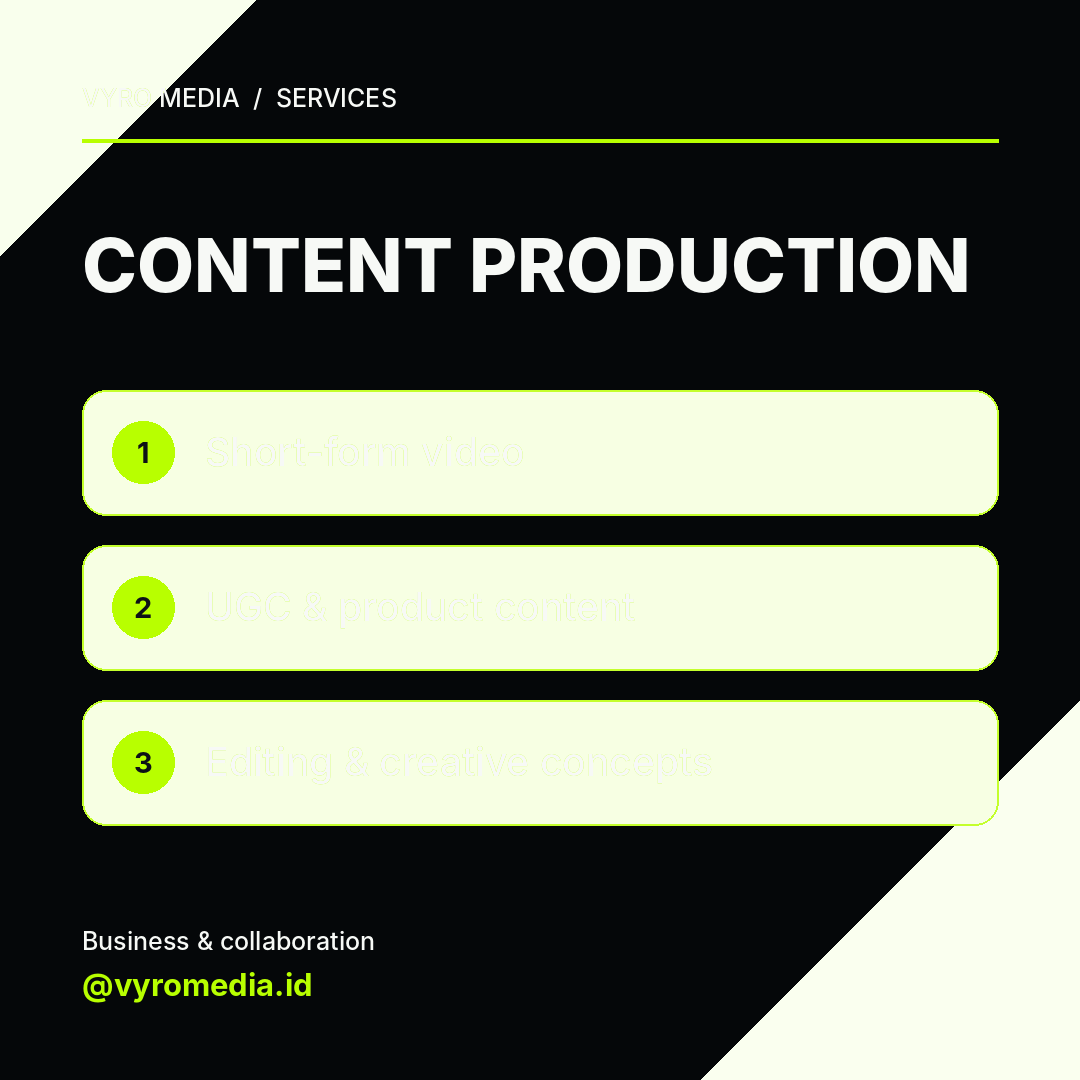 VYRO MEDIA / SERVICES
CONTENT PRODUCTION
1 Short-form video
2 UGC & product content
3 Editing & creative concepts
Business & collaboration
@vyromedia.id